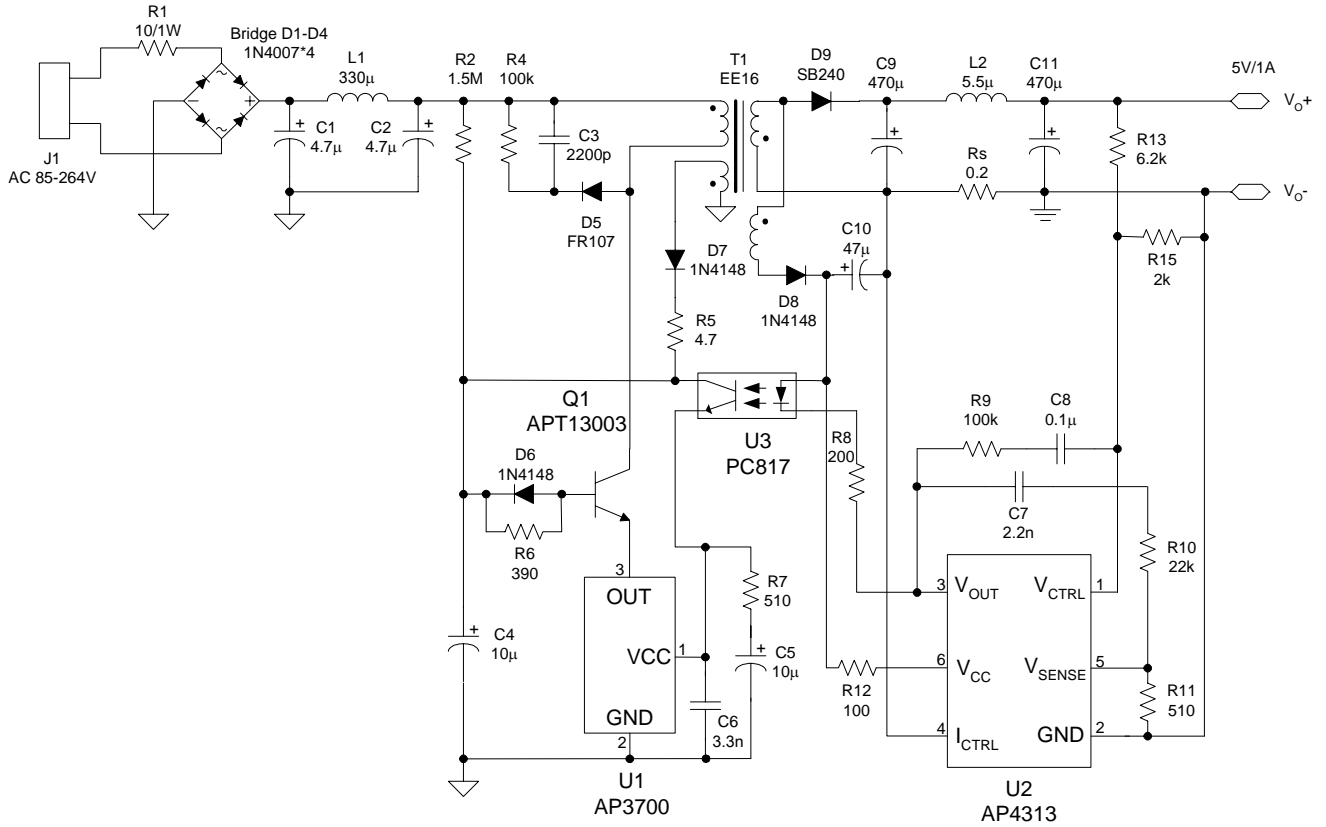 R1
10/1W
Bridge D1-D4
1N4007*4
~
~
−
+
J1
AC 85-264V
L1
330μ
+
C1
4.7μ
C2
4.7μ
+
R2
1.5M
R4
100k
C3
2200p
D5
FR107
T1
EE16
D9
SB240
C9
470μ
+
L2
5.5μ
C11
470μ
+
5V/1A
VO+
R13
6.2k
Rs
0.2
VO-
D7
1N4148
C10
47μ
+
D8
1N4148
R15
2k
R5
4.7
Q1
APT13003
U3
PC817
R8
200
R9
100k
C8
0.1μ
C7
2.2n
D6
1N4148
R6
390
R10
22k
R7
510
3
OUT
VCC
1
GND
2
U1
AP3700
+
C4
10μ
+
C5
10μ
C6
3.3n
R12
100
3
VOUT
VCTRL
1
6
VCC
VSENSE
5
4
ICTRL
GND
2
R11
510
U2
AP4313